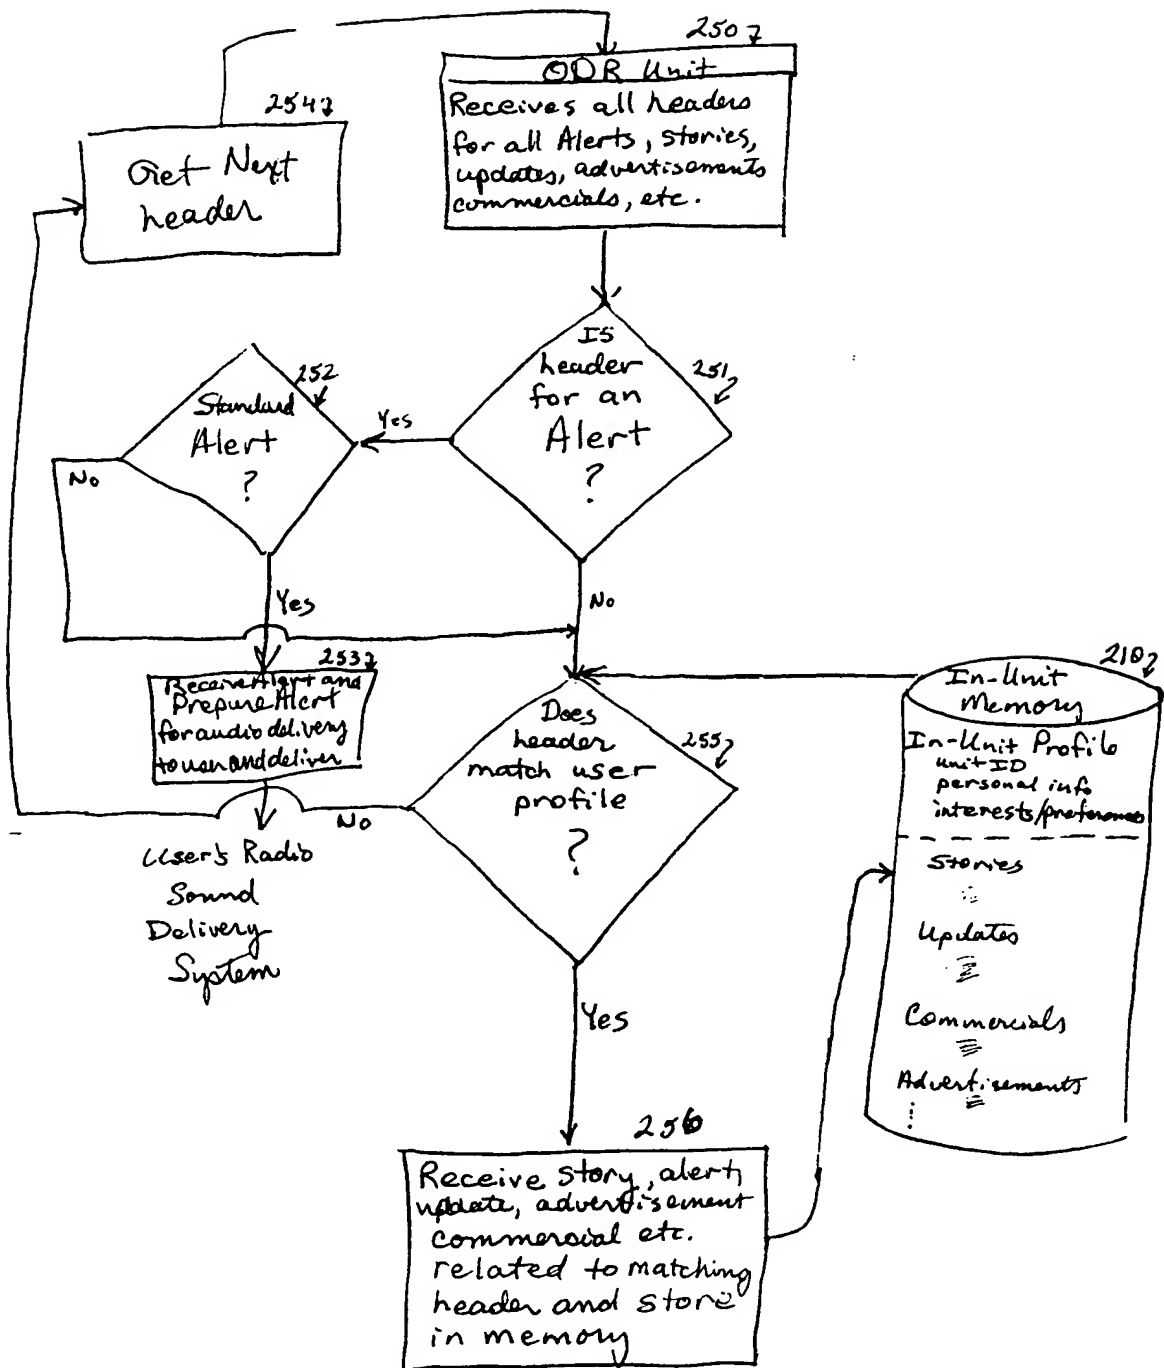 250
ODR Unit
Receives all headers
for all Alerts, stories,
updates, advertisements
commercials, etc.
254
Get Next
header
Is
header
for an
Alert
?
251
Yes
No
252
Standard
Alert
?
No
Yes
253
Receive Alert and
Prepare Alert
for audio delivery
to user and deliver
User's Radio
Sound
Delivery
System
Does
header
match user
profile
?
255
No
Yes
210
In-Unit
Memory
In-Unit Profile
unit ID
personal info
interests/preferences
Stories
Updates
Commercials
Advertisements
256
Receive story, alert,
update, advertisement
commercial etc.
related to matching
header and store
in memory